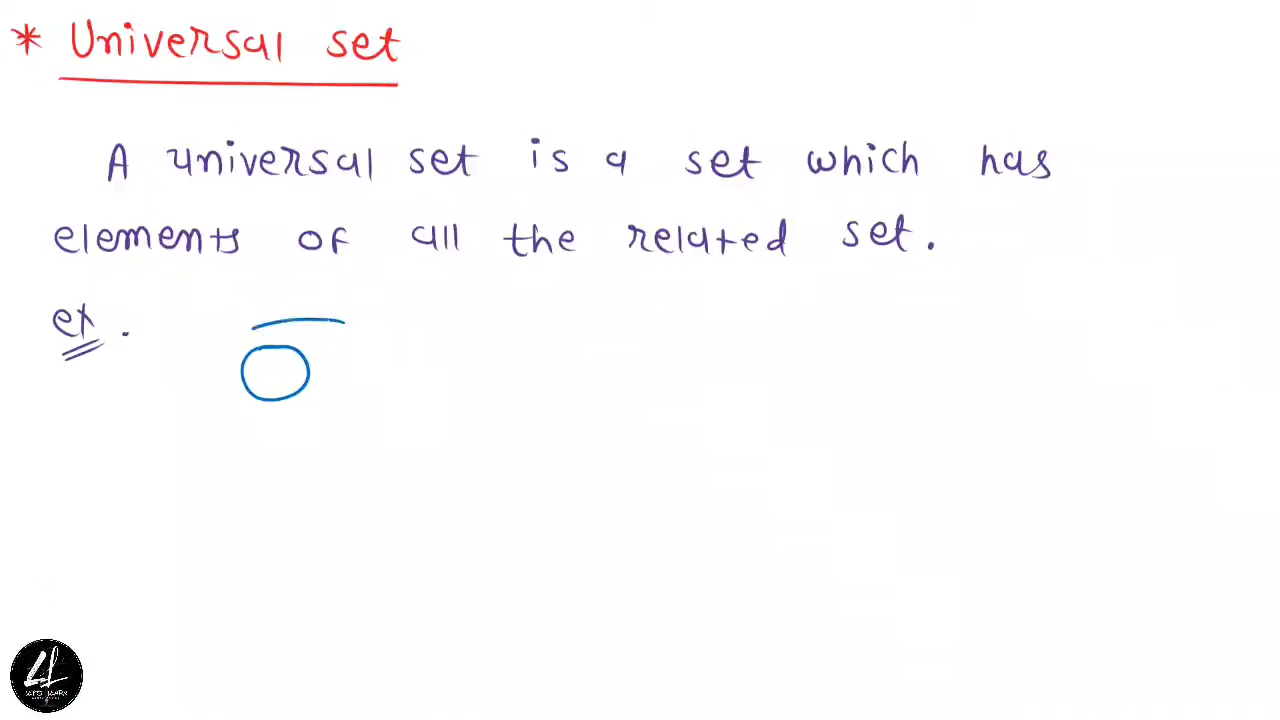 * Universal set
A universal set is a set which has
elements of all the related set.
ex.